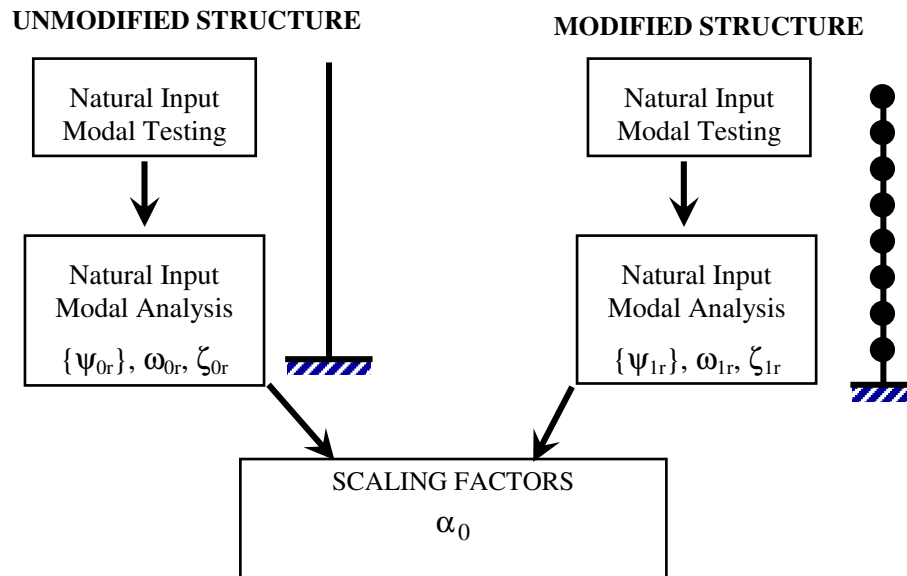 UNMODIFIED STRUCTURE
Natural Input
Modal Testing
Natural Input
Modal Analysis
{ψ0r}, ω0r, ζ0r
MODIFIED STRUCTURE
Natural Input
Modal Testing
Natural Input
Modal Analysis
{ψ1r}, ω1r, ζ1r
SCALING FACTORS
α0